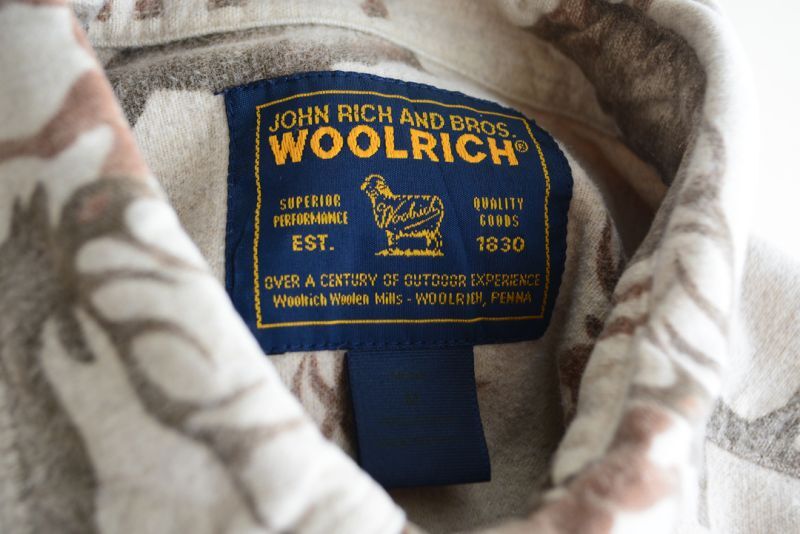 JOHN RICH AND BROS.
WOOLRICH®
SUPERIOR
PERFORMANCE
EST.
Woolrich
QUALITY
GOODS
1830
OVER A CENTURY OF OUTDOOR EXPERIENCE
Woolrich Woolen Mills - WOOLRICH, PENNA